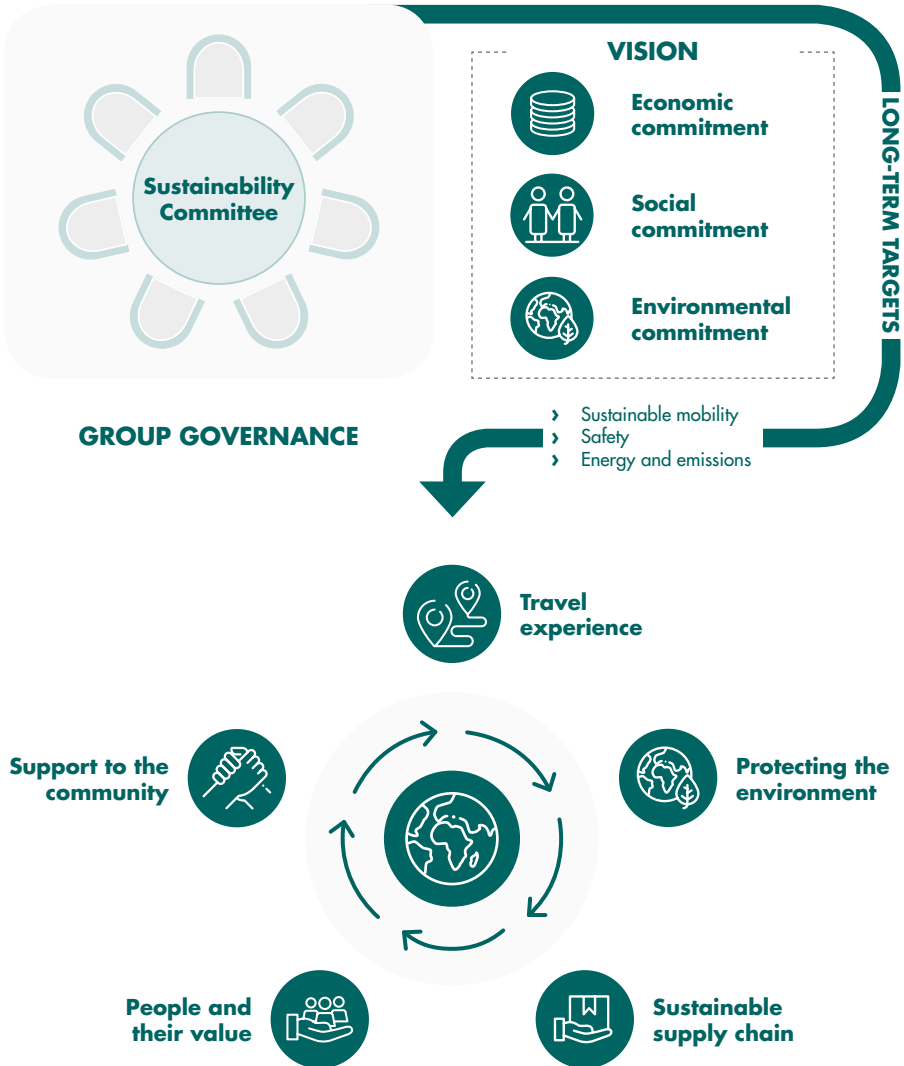 Sustainability
Committee
GROUP GOVERNANCE
VISION
Economic
commitment
Social
commitment
Environmental
commitment
LONG-TERM TARGETS
› Sustainable mobility
› Safety
› Energy and emissions
Travel
experience
Support to the
community
Protecting the
environment
People and
their value
Sustainable
supply chain